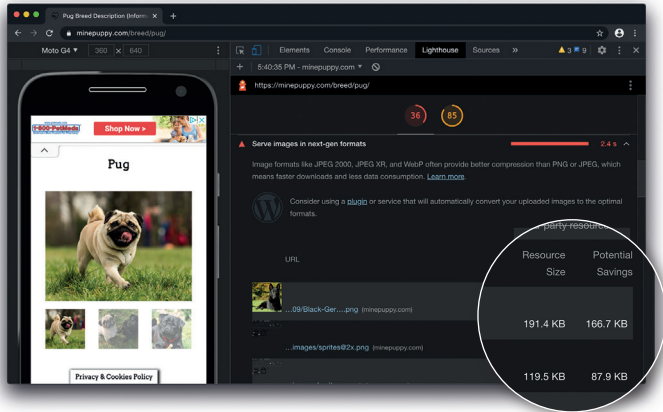 Pug Breed Description (Inform
minepuppy.com/breed/pug/
Moto G4 ▼ 360 × 640
Elements Console Performance Lighthouse Sources » 3 9
5:40:35 PM - minepuppy.com ▼
https://minepuppy.com/breed/pug/
36 85
1-800-PetMeds
Shop Now >
Pug
Privacy & Cookies Policy
Serve images in next-gen formats 2.4 s
Image formats like JPEG 2000, JPEG XR, and WebP often provide better compression than PNG or JPEG, which
means faster downloads and less data consumption. Learn more.
Consider using a plugin or service that will automatically convert your uploaded images to the optimal
formats.
party resour
URL
Resource Size
Potential Savings
...09/Black-Ger....png (minepuppy.com)
191.4 KB 166.7 KB
...images/sprites@2x.png (minepuppy.com)
119.5 KB 87.9 KB